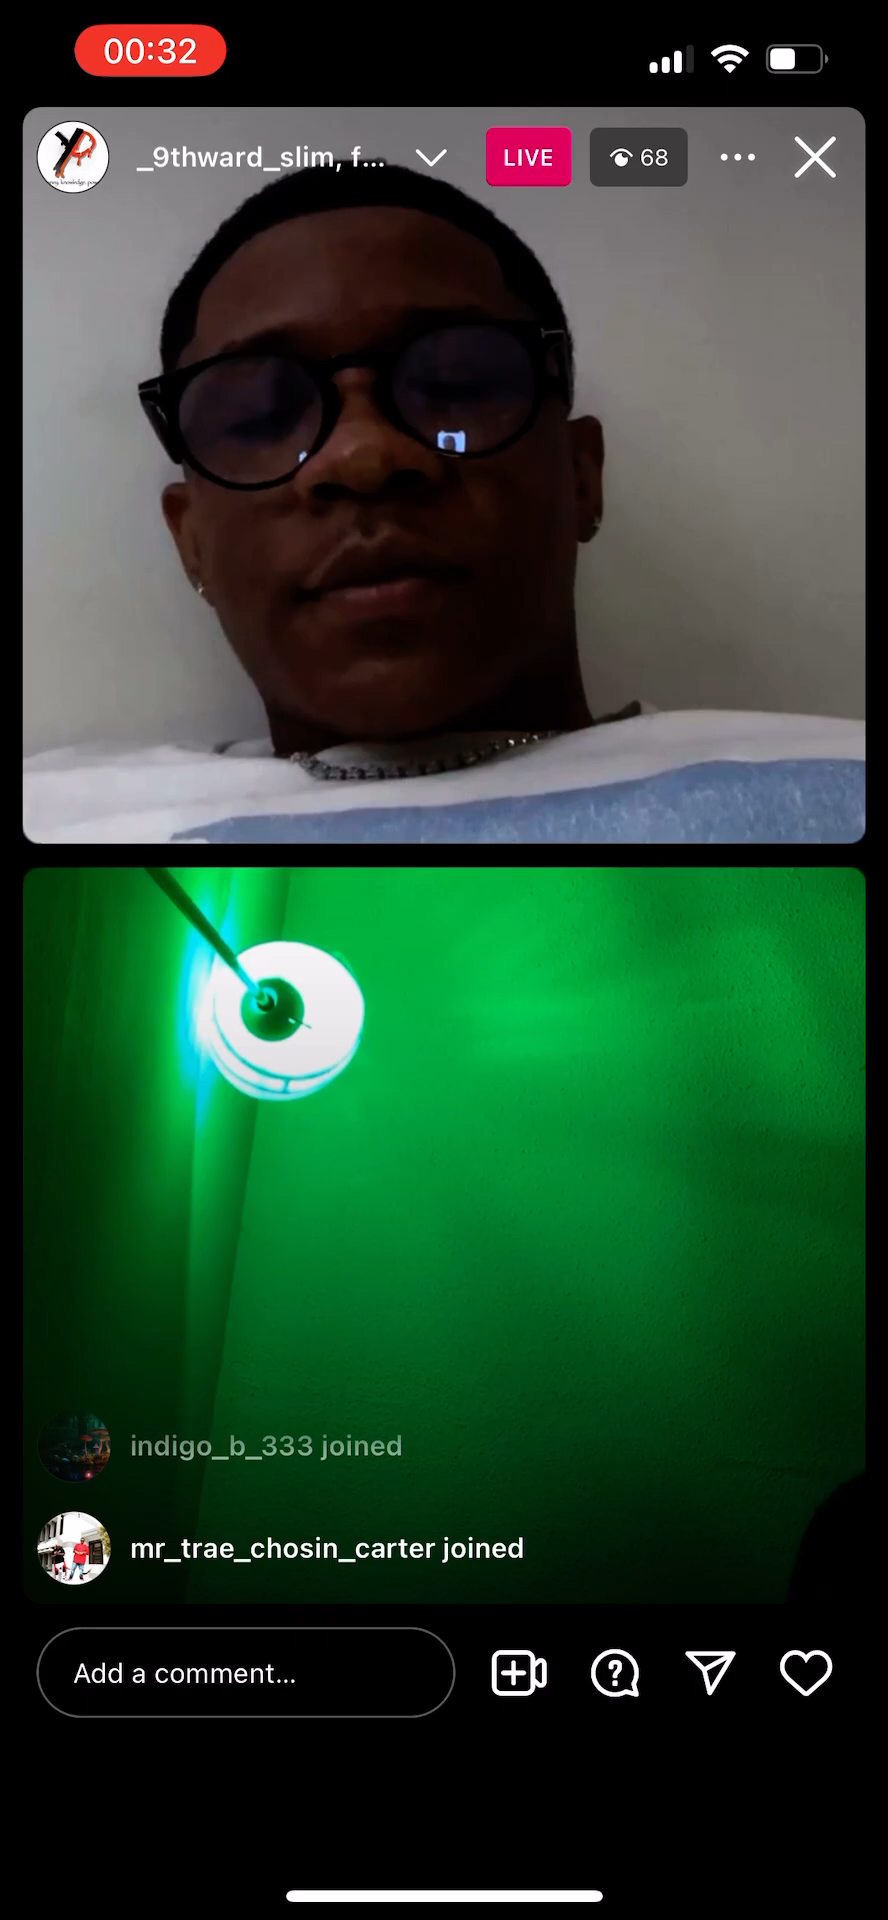 00:32
_9thward_slim, f...
LIVE
68
indigo_b_333 joined
mr_trae_chosin_carter joined
Add a comment...